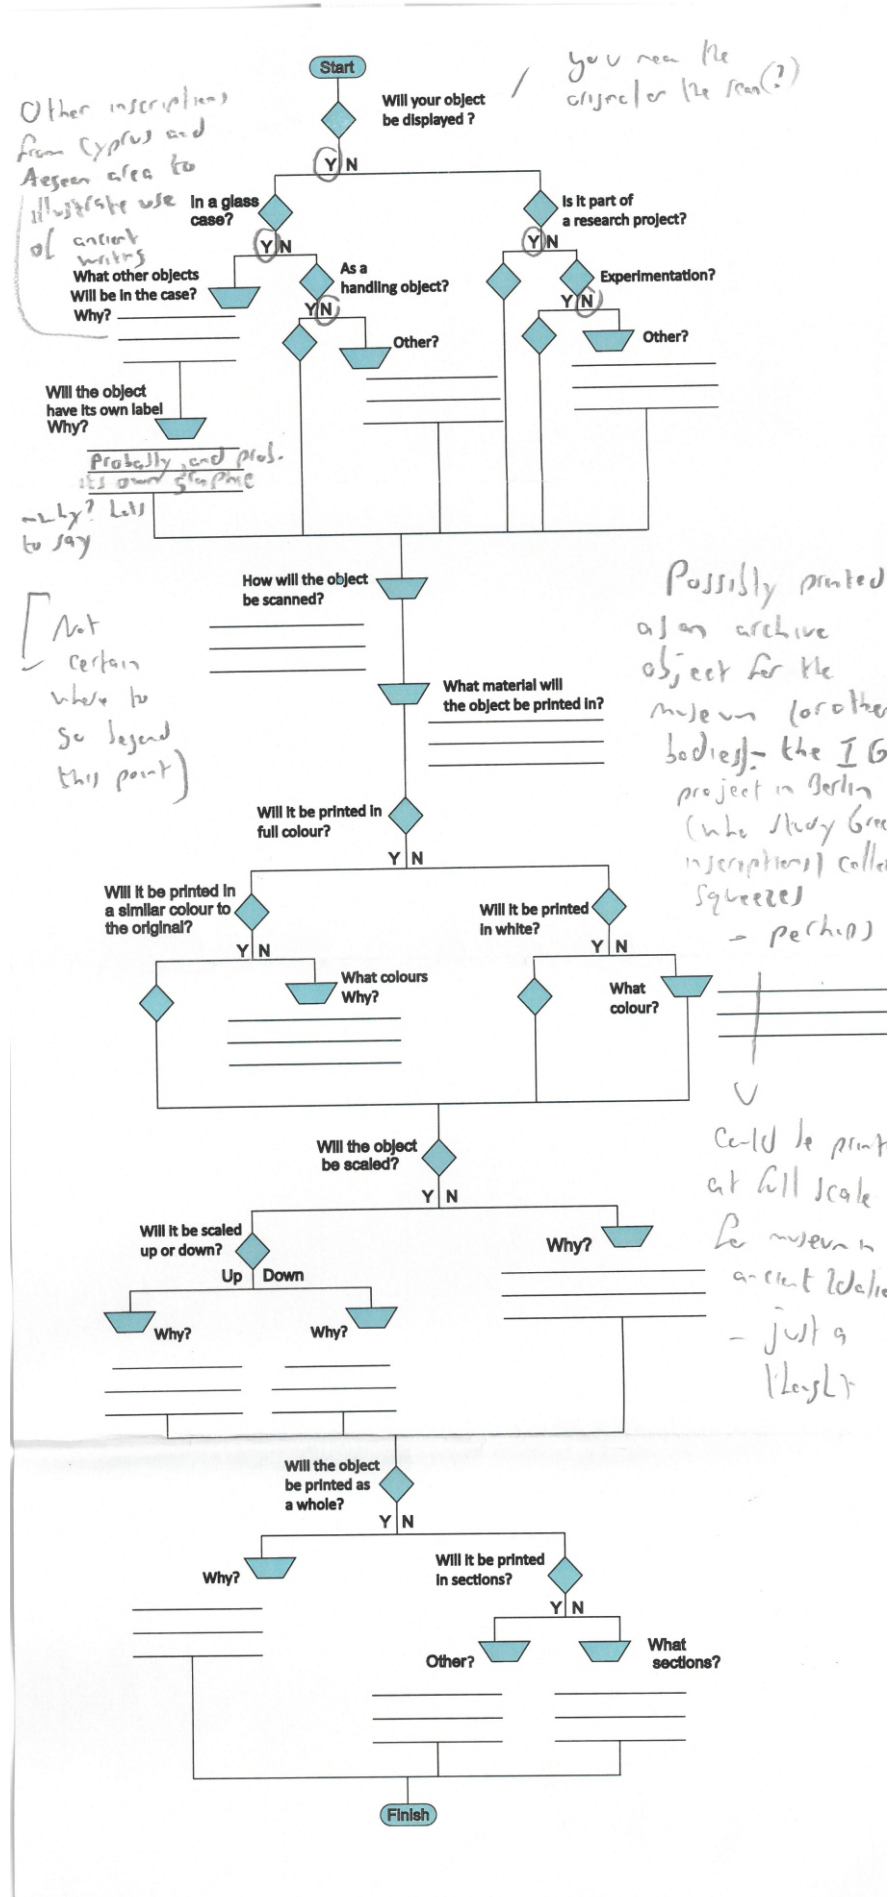 Start
you mean the
original or the scan(?)
Will your object
be displayed ?
/
Other inscriptions
from Cyprus and
Aegean area to
illustrate use
of ancient
writing
Y N
In a glass
case?
Is it part of
a research project?
Y N
Y N
What other objects
Will be in the case?
Why?
As a
handling object?
Experimentation?
Y N
Y N
Other?
Other?
Will the object
have its own label
Why?
Probably, and prob.
its own graphic
- why? Lots
to say
How will the object
be scanned?
[ Not
certain
where to
go beyond
this point)
What material will
the object be printed in?
Possibly printed
as an archive
object for the
museum (or other
bodies) - the IG
project in Berlin
(who study Gree
inscriptions) colle
squeezes
- perhaps
Will it be printed in
full colour?
Y N
Will it be printed in
a similar colour to
the original?
Will it be printed
in white?
Y N
Y N
What colours
Why?
What
colour?
Could be print
at full scale
for museum in
ancient Idalio
- just a
thought
Will the object
be scaled?
Y N
Will it be scaled
up or down?
Why?
Up Down
Why?
Why?
Will the object
be printed as
a whole?
Y N
Why?
Will it be printed
in sections?
Y N
Other?
What
sections?
Finish